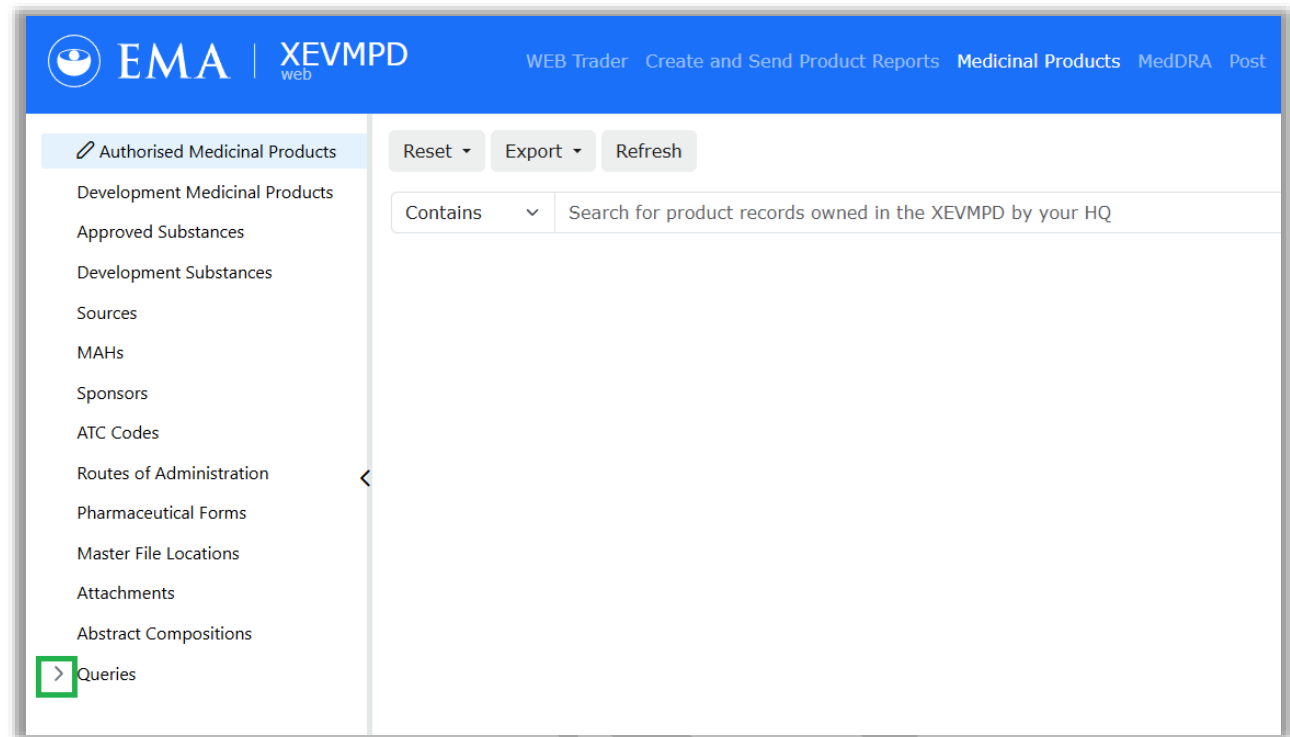 EMA | XEVMPD
web
WEB Trader Create and Send Product Reports Medicinal Products MedDRA Post
Authorised Medicinal Products
Development Medicinal Products
Approved Substances
Development Substances
Sources
MAHs
Sponsors
ATC Codes
Routes of Administration
Pharmaceutical Forms
Master File Locations
Attachments
Abstract Compositions
Queries
Reset Export Refresh
Contains Search for product records owned in the XEVMPD by your HQ